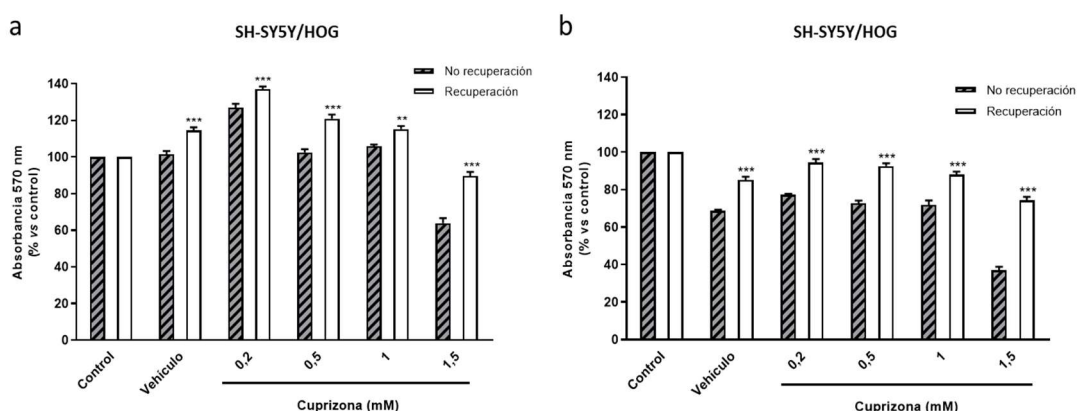 a
SH-SY5Y/HOG
No recuperación
Recuperación
Absorbancia 570 nm
(% vs control)
140
120
100
80
60
40
20
0
***
***
***
**
***
Control
Vehículo
0,2
0,5
1
1,5
Cuprizona (mM)
b
SH-SY5Y/HOG
No recuperación
Recuperación
Absorbancia 570 nm
(% vs control)
140
120
100
80
60
40
20
0
***
***
***
***
***
Control
Vehículo
0,2
0,5
1
1,5
Cuprizona (mM)